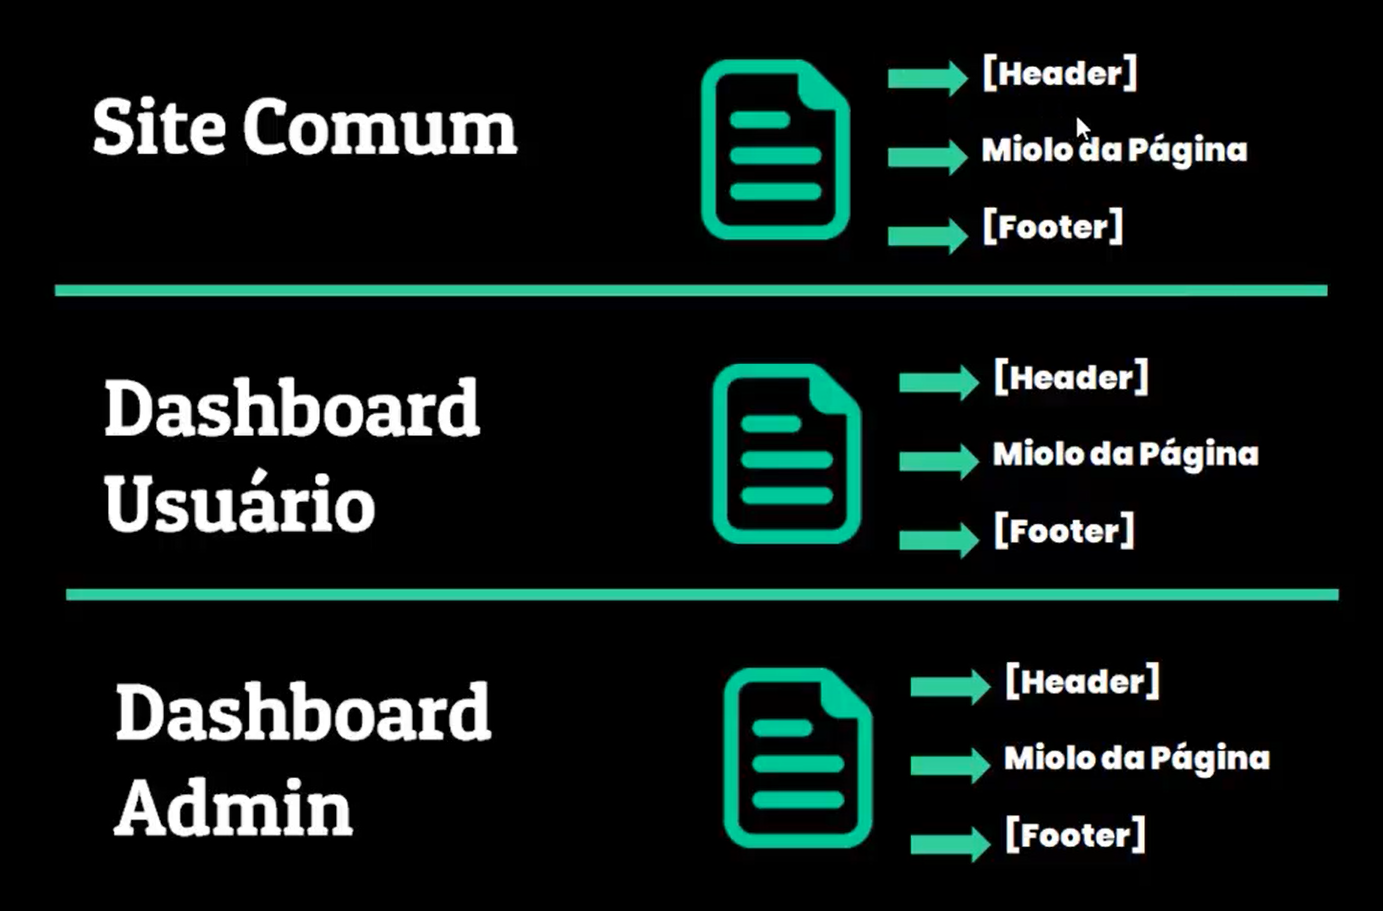 Site Comum
[Header]
Miolo da Página
[Footer]
Dashboard
Usuário
[Header]
Miolo da Página
[Footer]
Dashboard
Admin
[Header]
Miolo da Página
[Footer]